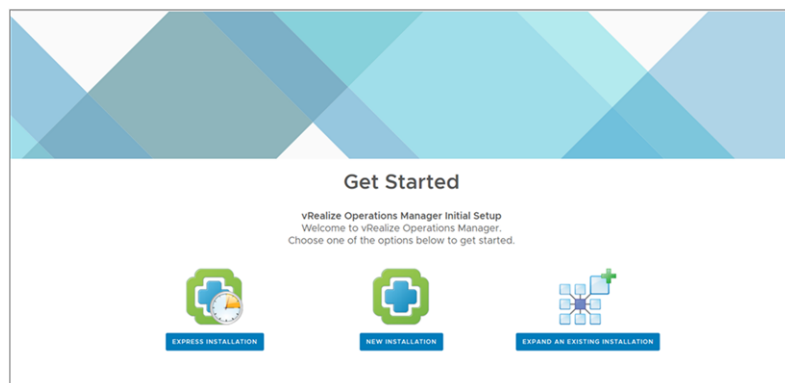 Get Started
vRealize Operations Manager Initial Setup
Welcome to vRealize Operations Manager.
Choose one of the options below to get started.
EXPRESS INSTALLATION
NEW INSTALLATION
EXPAND AN EXISTING INSTALLATION